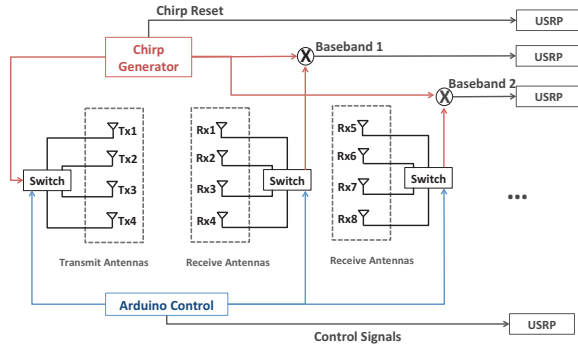 Chirp Reset
USRP
Chirp
Generator
Baseband 1
USRP
X
Baseband 2
USRP
X
Tx1
Tx2
Tx3
Tx4
Switch
Rx1
Rx2
Rx3
Rx4
Switch
Rx5
Rx6
Rx7
Rx8
Switch
...
Transmit Antennas
Receive Antennas
Receive Antennas
Arduino Control
Control Signals
USRP